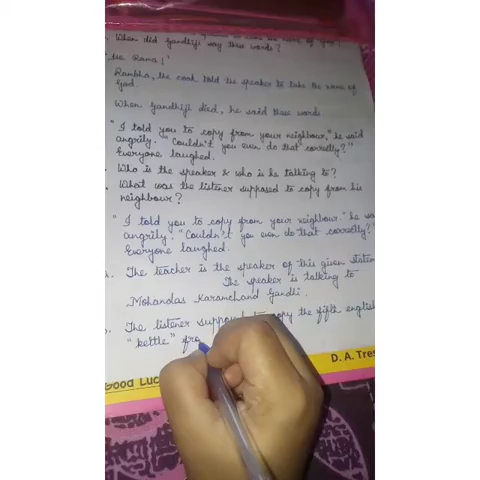 When did Gandhiji say these words?
"He Rama!"
Rambha, the cook told the speaker to take the name of
God.
When Gandhiji died, he said these words
"I told you to copy from your neighbour," he said
angrily. "Couldn't you even do that correctly?"
Everyone laughed.
Who is the speaker & who is he talking to?
What was the listener supposed to copy from his
neighbour?
"I told you to copy from your neighbour." he
angrily. "Couldn't you even do that correctly?
Everyone laughed.
The teacher is the speaker of this given
The speaker is talking to
Mohandas Karamchand Gandhi.
The listener supposed to copy the fifth english
"kettle" fro
Good Luc
D. A. Tres